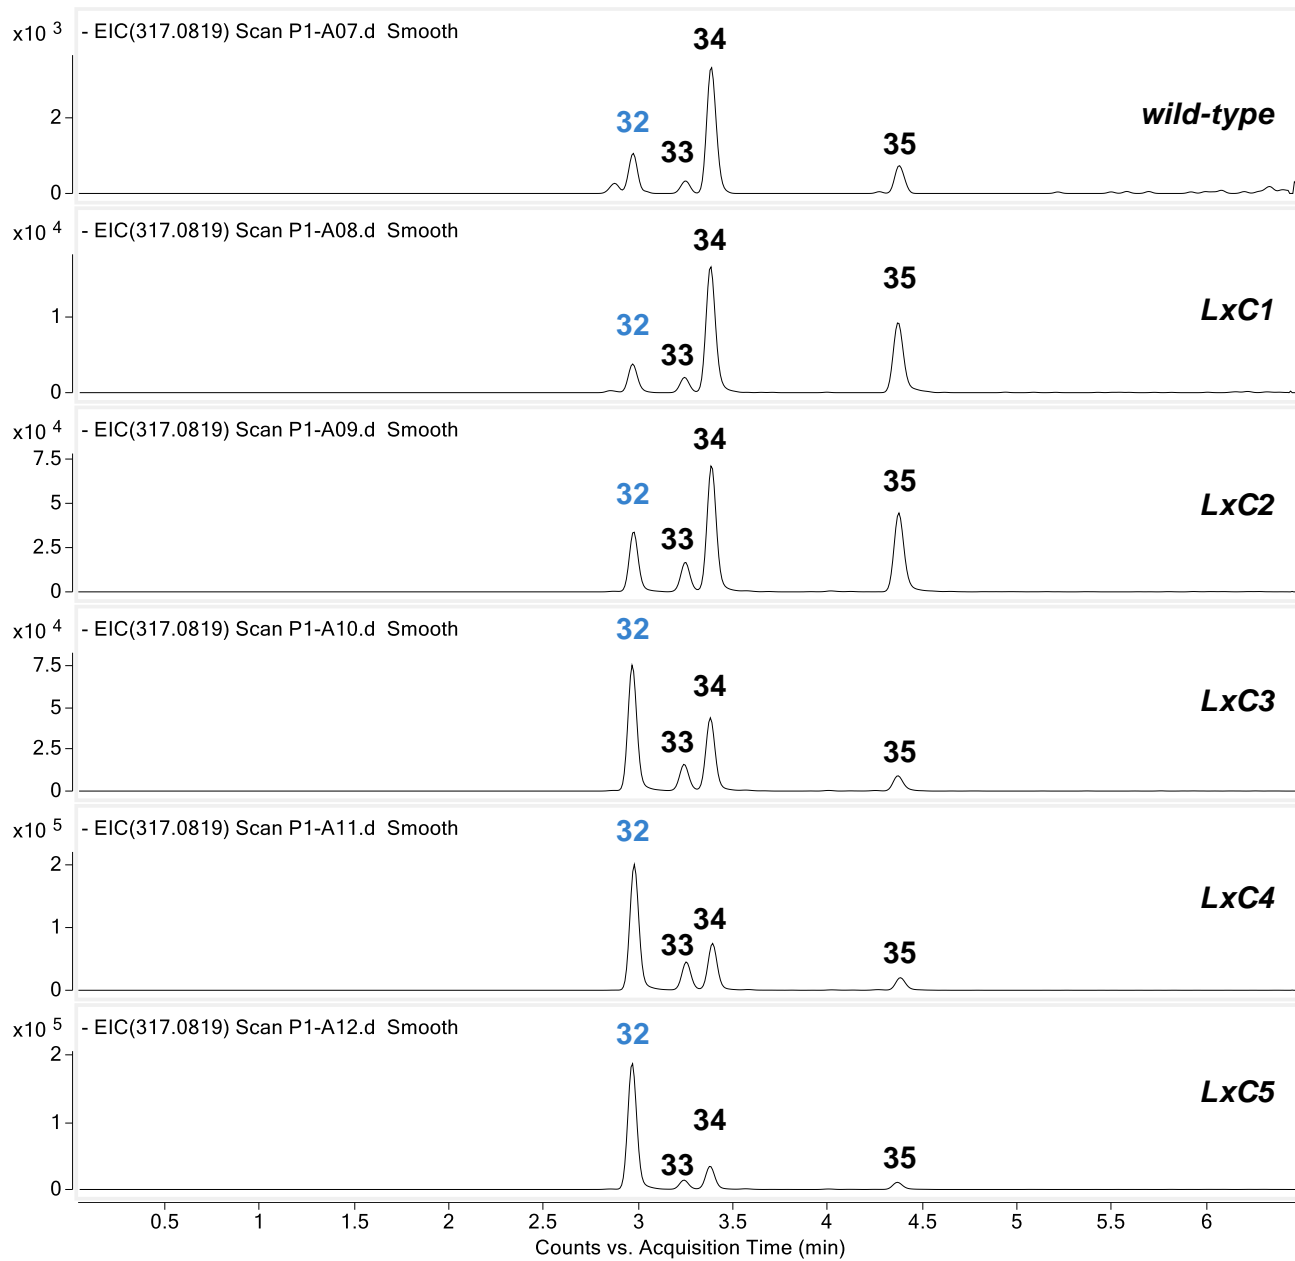 x10 3
- EIC(317.0819) Scan P1-A07.d Smooth
34
2
32
33
35
wild-type
0
x10 4
- EIC(317.0819) Scan P1-A08.d Smooth
34
35
1
32
33
LxC1
0
x10 4
- EIC(317.0819) Scan P1-A09.d Smooth
34
7.5
32
35
5
LxC2
33
2.5
0
x10 4
- EIC(317.0819) Scan P1-A10.d Smooth
32
7.5
34
5
LxC3
33
35
2.5
0
x10 5
- EIC(317.0819) Scan P1-A11.d Smooth
32
2
34
LxC4
1
33
35
0
x10 5
- EIC(317.0819) Scan P1-A12.d Smooth
32
2
34
LxC5
1
33
35
0
0.5 1 1.5 2 2.5 3 3.5 4 4.5 5 5.5 6
Counts vs. Acquisition Time (min)